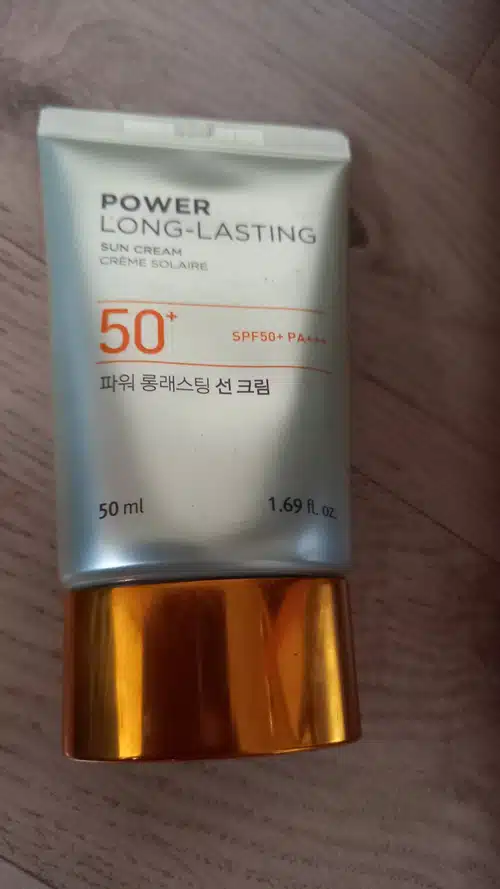 POWER
LONG-LASTING
SUN CREAM
CRÈME SOLAIRE
50+
SPF50+ PA+++
파워 롱래스팅 선 크림
50 ml
1.69 fl. oz.